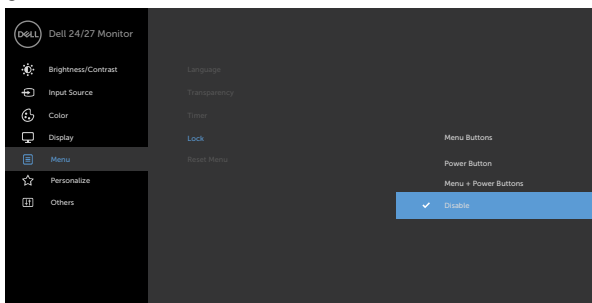 DELL
Dell 24/27 Monitor
Brightness/Contrast
Input Source
Color
Display
Menu
Personalize
Others
Language
Transparency
Timer
Lock
Reset Menu
Menu Buttons
Power Button
Menu + Power Buttons
Disable